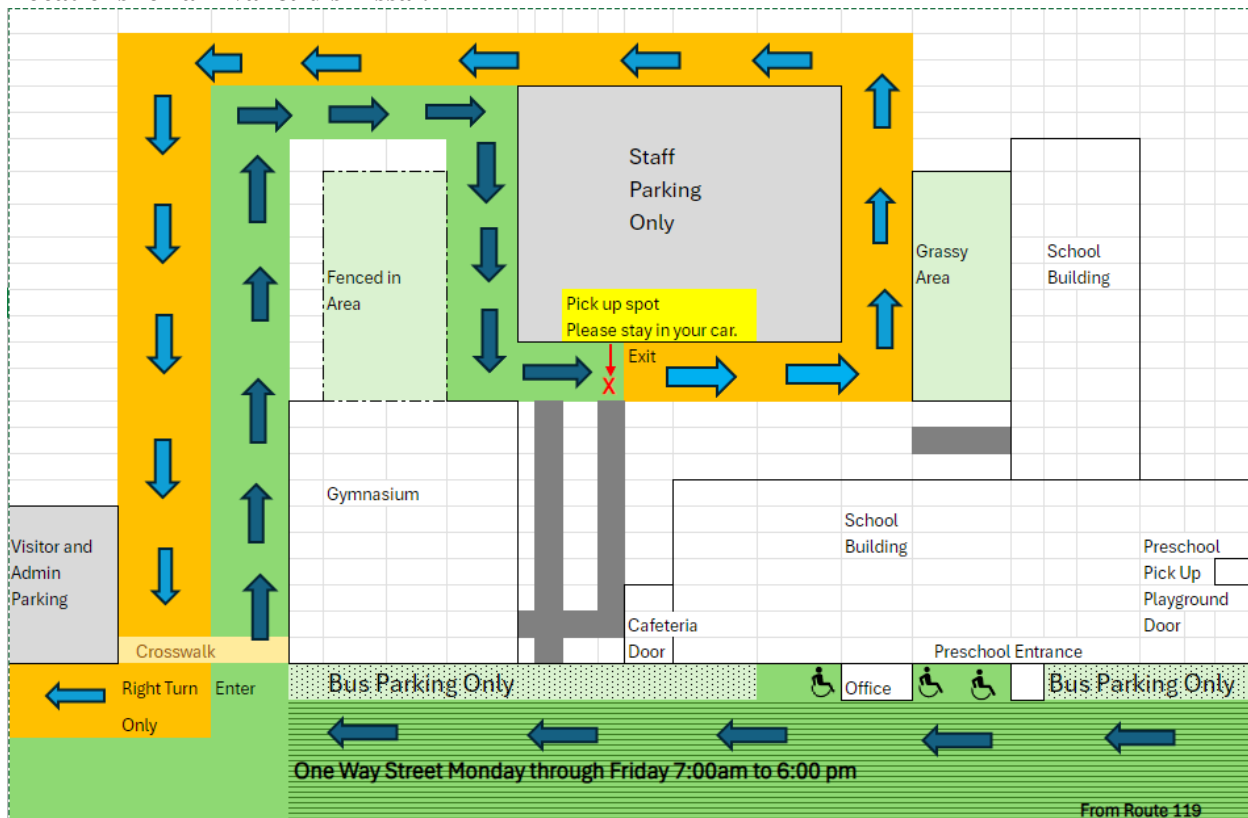 Staff
Parking
Only
Fenced in
Area
Grassy
Area
School
Building
Pick up spot
Please stay in your car.
Exit
X
Gymnasium
Visitor and
Admin
Parking
School
Building
Preschool
Pick Up
Playground
Door
Cafeteria
Door
Crosswalk
Preschool Entrance
Right Turn
Only
Enter
Bus Parking Only
Office
Bus Parking Only
One Way Street Monday through Friday 7:00am to 6:00 pm
From Route 119